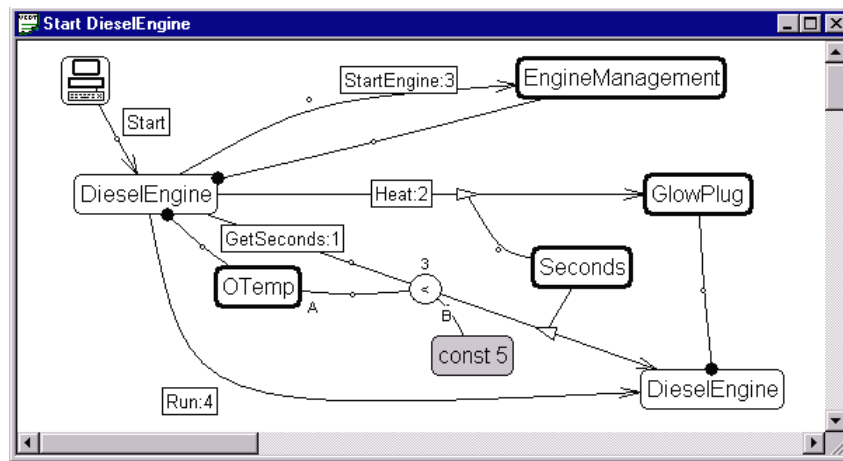 Start DieselEngine
StartEngine:3
EngineManagement
Start
DieselEngine
Heat:2
GlowPlug
GetSeconds:1
3
Seconds
OTemp
<
A
B
const 5
DieselEngine
Run:4